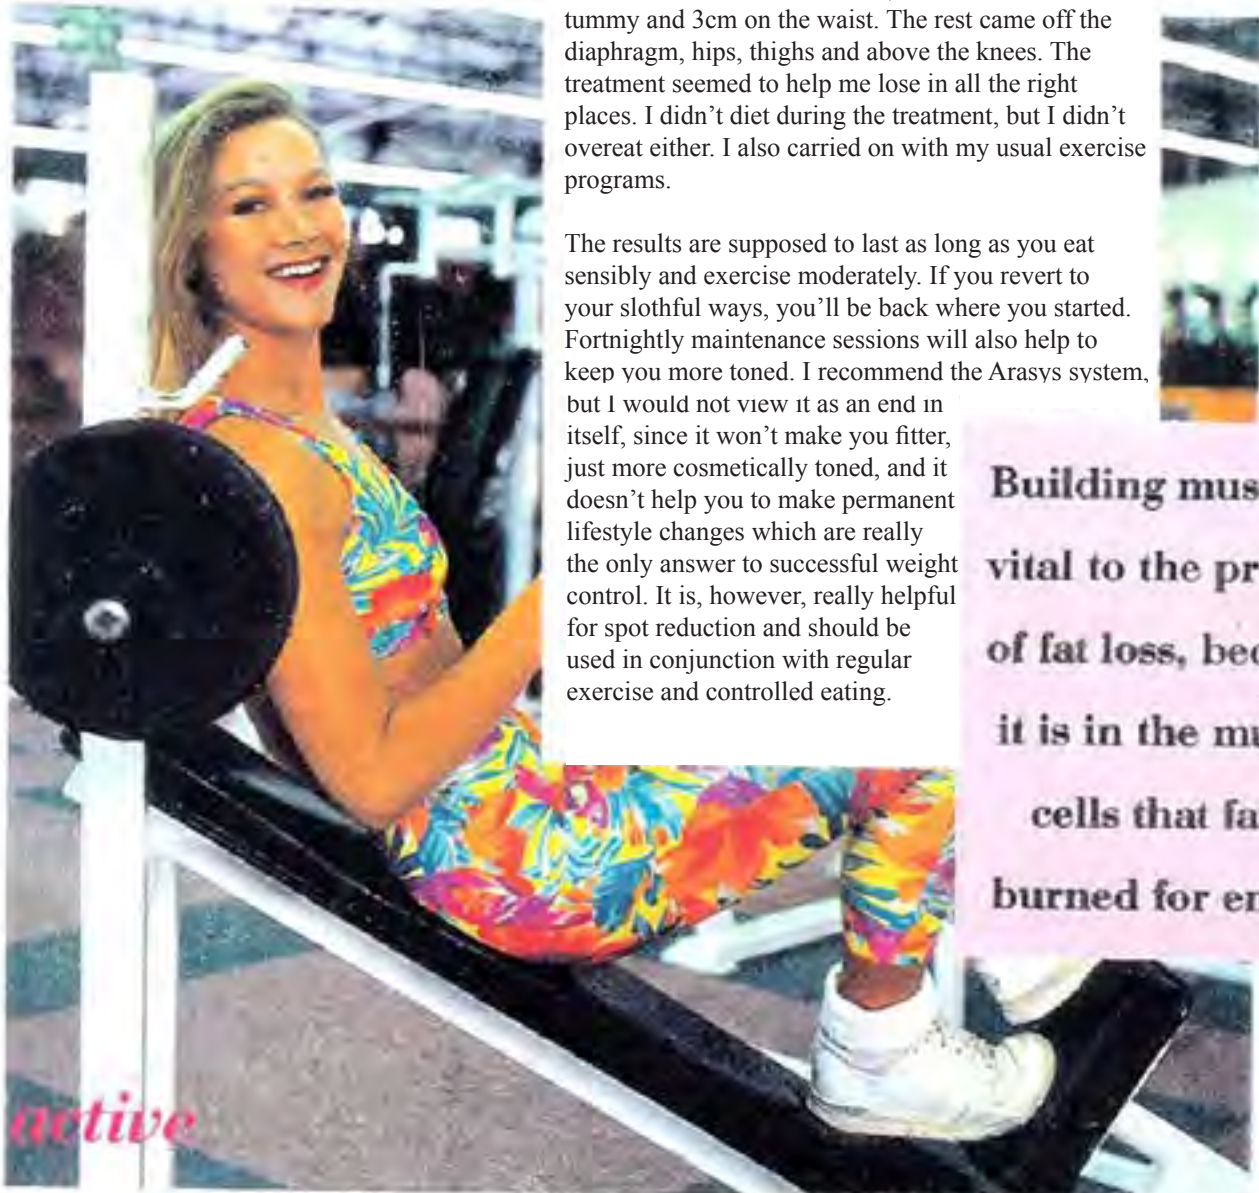 tummy and 3cm on the waist. The rest came off the
diaphragm, hips, thighs and above the knees. The
treatment seemed to help me lose in all the right
places. I didn’t diet during the treatment, but I didn’t
overeat either. I also carried on with my usual exercise
programs.
The results are supposed to last as long as you eat
sensibly and exercise moderately. If you revert to
your slothful ways, you’ll be back where you started.
Fortnightly maintenance sessions will also help to
keep you more toned. I recommend the Arasys system,
but I would not view it as an end in
itself, since it won’t make you fitter,
just more cosmetically toned, and it
doesn’t help you to make permanent
lifestyle changes which are really
the only answer to successful weight
control. It is, however, really helpful
for spot reduction and should be
used in conjunction with regular
exercise and controlled eating.
Building mus
vital to the pr
of fat loss, bec
it is in the mu
cells that fa
burned for en
active